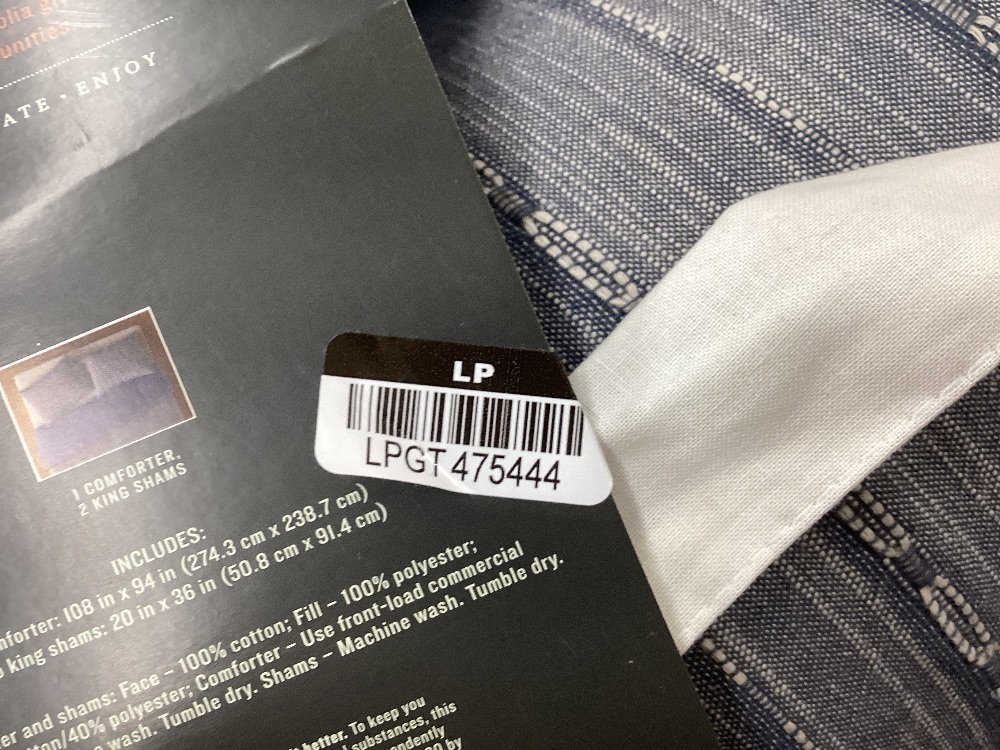 unities
ATE • ENJOY
LP
LPGT 475444
1 COMFORTER,
2 KING SHAMS
INCLUDES:
108 in x 94 in (274.3 cm x 238.7 cm)
king shams: 20 in x 36 in (50.8 cm x 91.4 cm)
and shams: Face – 100% cotton; Fill – 100% polyester;
40% polyester; Comforter – Use front-load commercial
wash. Tumble dry. Shams – Machine wash. Tumble dry.
better. To keep you
substances, this